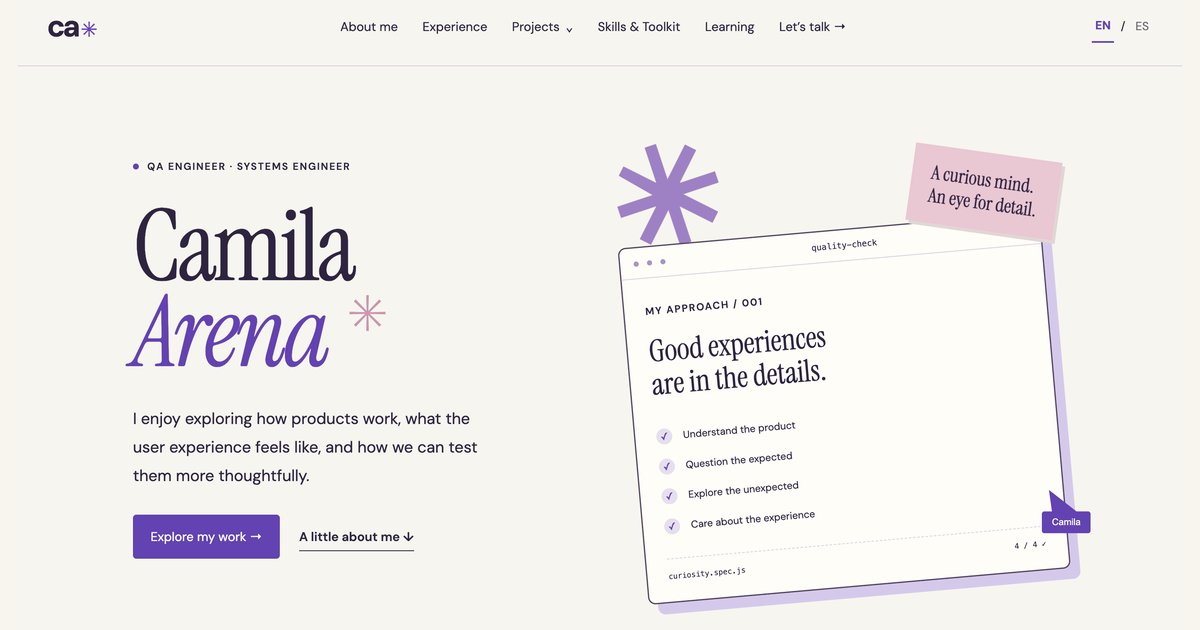 ca
About me
Experience
Projects
Skills & Toolkit
Learning
Let's talk →
EN / ES
QA ENGINEER · SYSTEMS ENGINEER
Camila
Arena
I enjoy exploring how products work, what the
user experience feels like, and how we can test
them more thoughtfully.
Explore my work →
A little about me ↓
A curious mind.
An eye for detail.
quality-check
MY APPROACH / 001
Good experiences
are in the details.
✓ Understand the product
✓ Question the expected
✓ Explore the unexpected
✓ Care about the experience
Camila
4 / 4 ✓
curiosity.spec.js